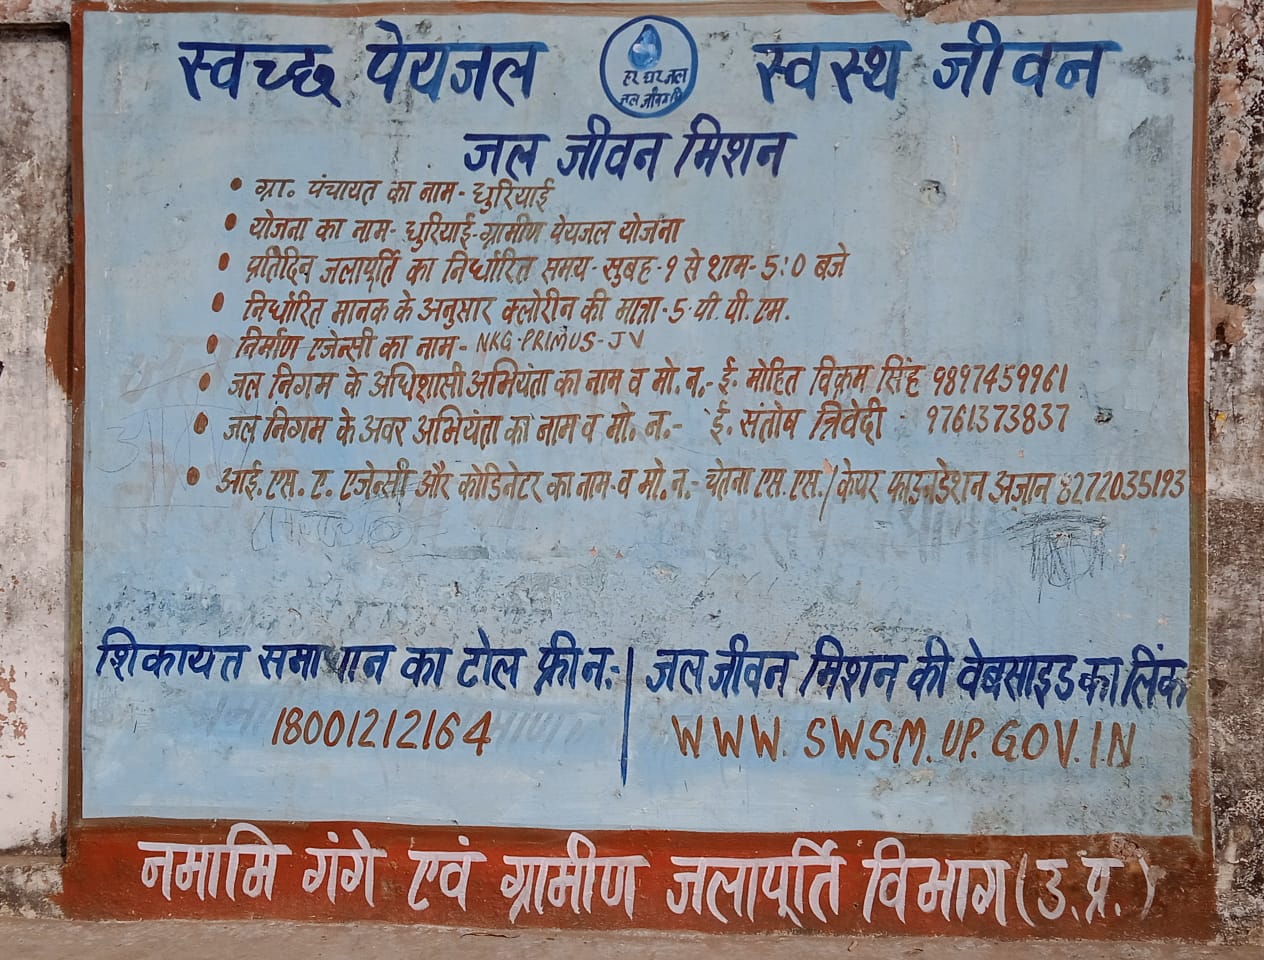 स्वच्छ पेयजल
हर घर जल
जल जीवन मि
स्वस्थ जीवन
जल जीवन मिशन
• ग्रा. पंचायत का नाम - घुरियाई
• योजना का नाम - घुरियाई-ग्रामीण पेयजल योजना
• प्रतिदिन जलापूर्ति का निर्धारित समय - सुबह - 9 से शाम - 5:0 बजे
• निर्धारित मानक के अनुसार क्लोरीन की मात्रा - 5 - पी. पी. एम.
• निर्माण एजेन्सी का नाम - NKG-PRIMUS-JV
• जल निगम के अधिशासी अभियंता का नाम व मो. न. - ई. मोहित विक्रम सिंह 9897459961
• जल निगम के अवर अभियंता का नाम व मो. न. - ई. संतोष त्रिवेदी 9761373837
• आई. एस. ए. एजेन्सी और कोडिनेटर का नाम - व मो. न. - चेतना एस. एस. / केयर फाउनडेशन अज़ान 8272035193
शिकायत समाधान का टोल फ्री न. :-
18001212164
जल जीवन मिशन की वेबसाइड का लिंक
WWW. SWSM. UP. GOV. IN
नमामि गंगे एवं ग्रामीण जलापूर्ति विभाग (उ. प्र.)